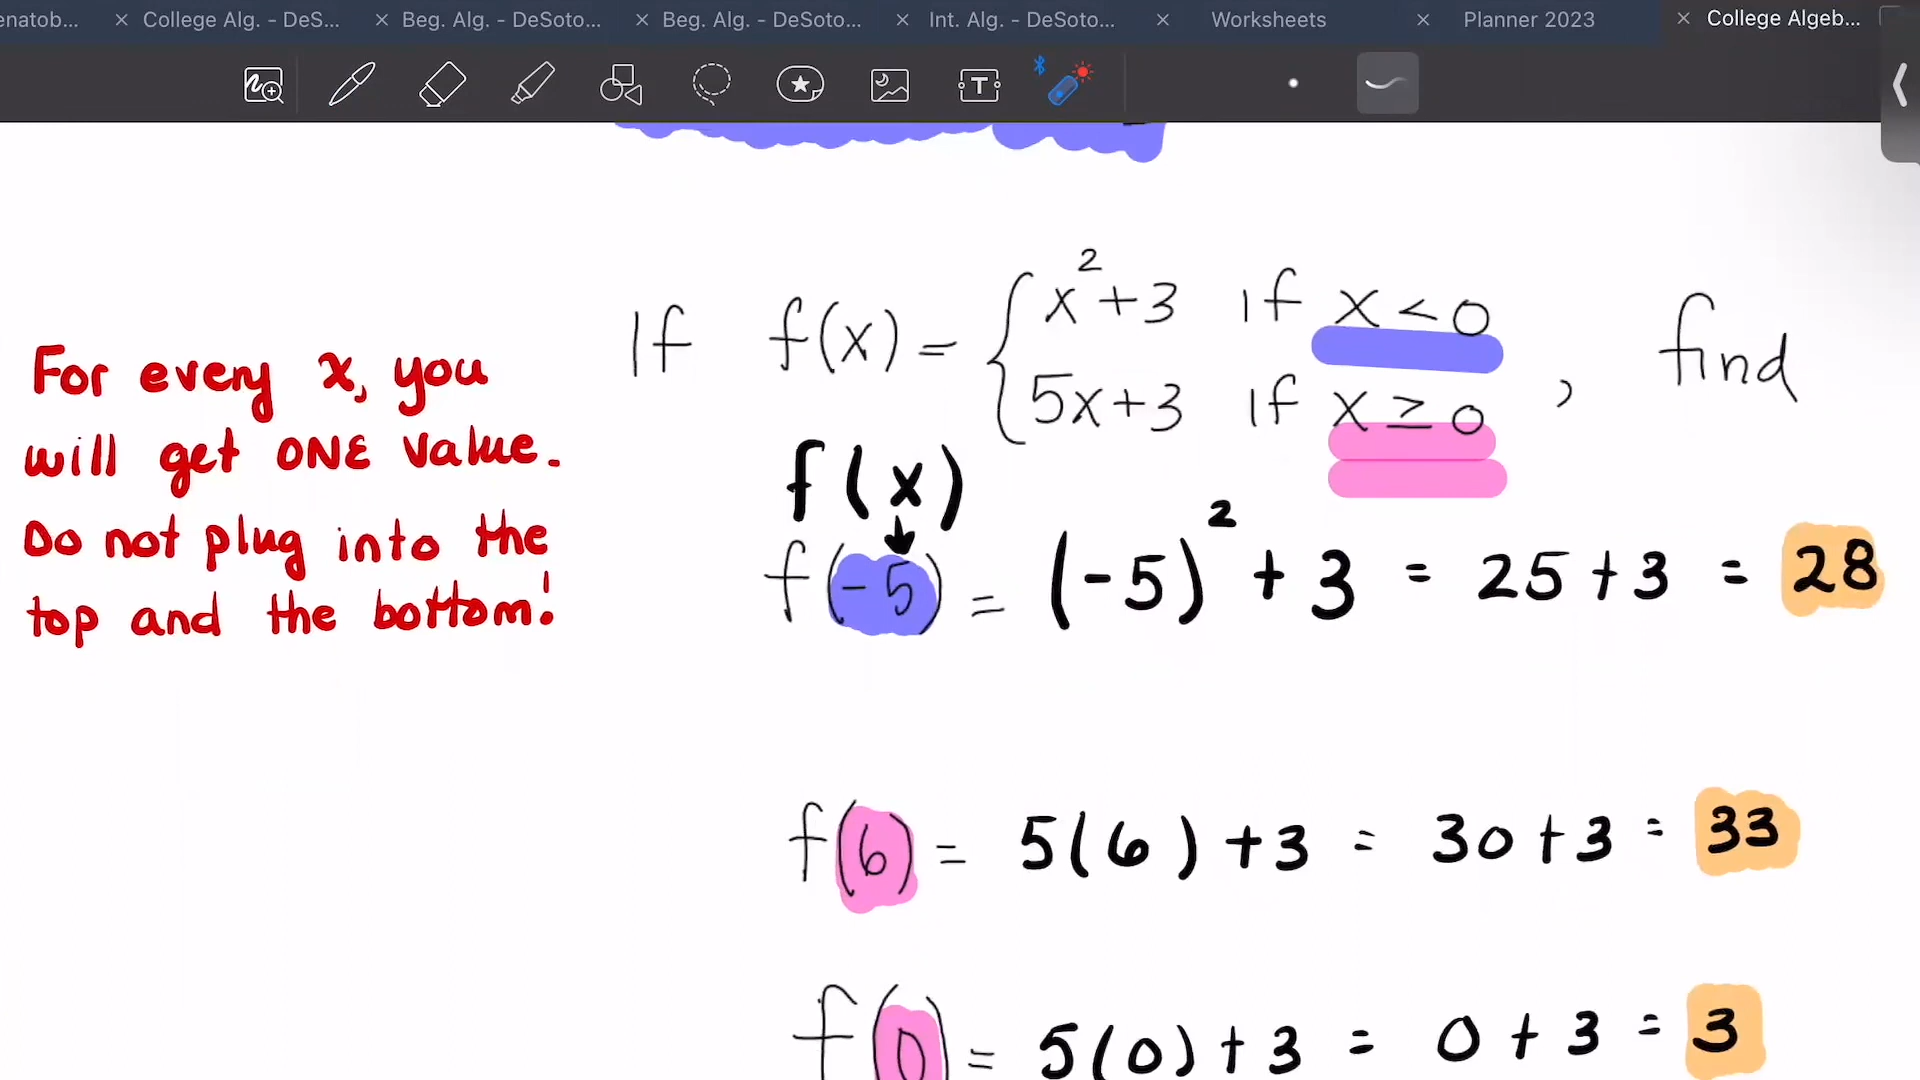 enatob... × College Alg. - DeS... × Beg. Alg. - DeSoto... × Beg. Alg. - DeSoto... × Int. Alg. - DeSoto... × Worksheets × Planner 2023 × College Algeb...
If f(x) = { x² + 3 if x < 0
5x + 3 if x ≥ 0 , find
For every x, you
will get ONE value.
Do not plug into the
top and the bottom!
f(x)
f(-5) = (-5)² + 3 = 25 + 3 = 28
f(6) = 5(6) + 3 = 30 + 3 = 33
f(0) = 5(0) + 3 = 0 + 3 = 3